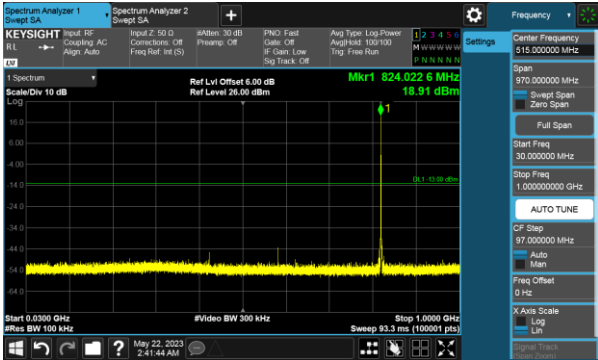 Spectrum Analyzer 1
Swept SA
Spectrum Analyzer 2
Swept SA
+
Frequency
KEYSIGHT
RL
LW
Input: RF
Coupling: AC
Align: Auto
Input Z: 50 Ω
Corrections: Off
Freq Ref: Int (S)
#Atten: 30 dB
Preamp: Off
PNO: Fast
Gate: Off
IF Gain: Low
Sig Track: Off
Avg Type: Log-Power
Avg|Hold: 100/100
Trig: Free Run
1 2 3 4 5 6
M W W W W W
P N N N N N
Settings
1 Spectrum
Scale/Div 10 dB
Log
Ref Lvl Offset 6.00 dB
Ref Level 26.00 dBm
Mkr1 824.022 6 MHz
18.91 dBm
1
16.0
6.00
-4.00
-14.0
-24.0
-34.0
-44.0
-54.0
-64.0
DL1 -13.00 dBm
Start 0.0300 GHz
#Res BW 100 kHz
#Video BW 300 kHz
Stop 1.0000 GHz
Sweep 93.3 ms (100001 pts)
Center Frequency
515.000000 MHz
Span
970.000000 MHz
Swept Span
Zero Span
Full Span
Start Freq
30.000000 MHz
Stop Freq
1.000000000 GHz
AUTO TUNE
CF Step
97.000000 MHz
Auto
Man
Freq Offset
0 Hz
X Axis Scale
Log
Lin
Signal Track
(Span Zoom)
?
May 22, 2023
2:41:44 AM